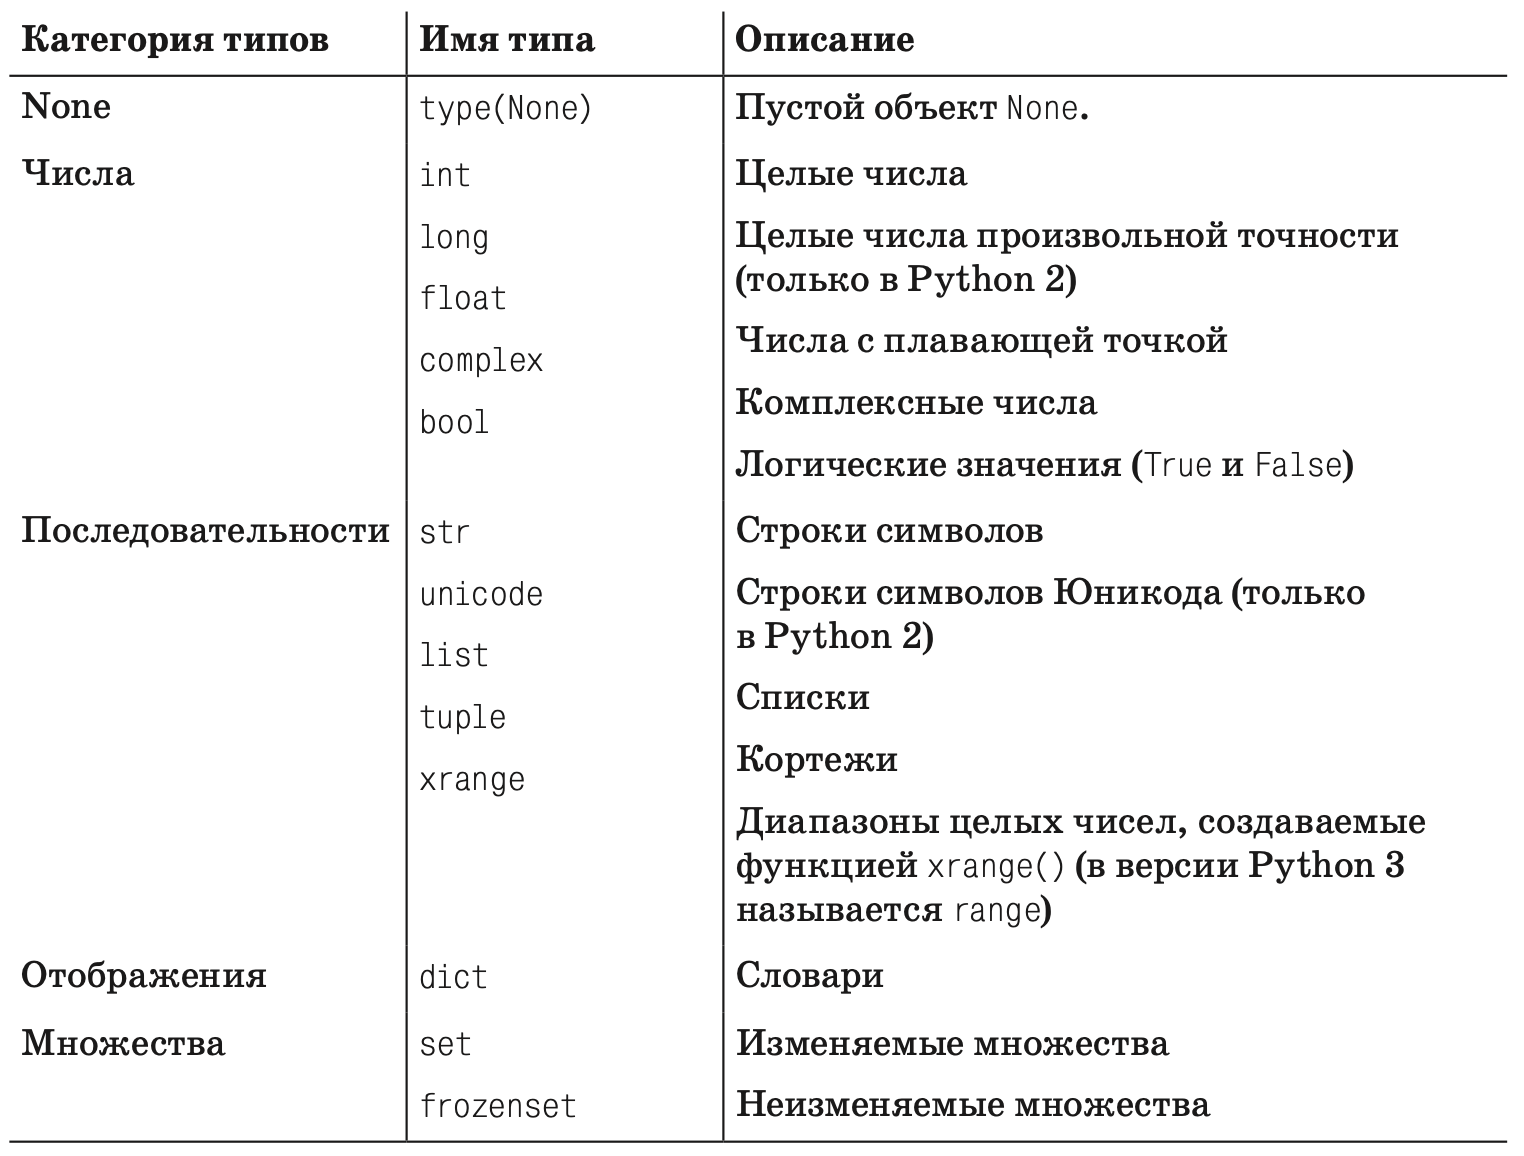 Категория типов Имя типа Описание
None type(None) Пустой объект None.
Числа int Целые числа
long Целые числа произвольной точности
(только в Python 2)
float
Числа с плавающей точкой
complex
Комплексные числа
bool
Логические значения (True и False)
Последовательности str Строки символов
unicode Строки символов Юникода (только
в Python 2)
list
Списки
tuple
Кортежи
xrange
Диапазоны целых чисел, создаваемые
функцией xrange() (в версии Python 3
называется range)
Отображения dict Словари
Множества set Изменяемые множества
frozenset Неизменяемые множества